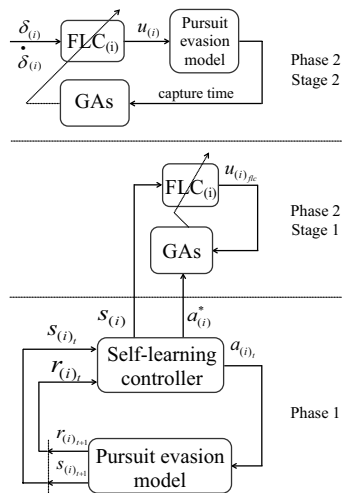 δ(i)
δ̇(i)
FLC(i)
u(i)
Pursuit
evasion
model
Phase 2
Stage 2
GAs
capture time
FLC(i)
u(i)flc
Phase 2
Stage 1
GAs
s(i)
a*(i)
s(i)t
r(i)t
Self-learning
controller
a(i)t
Phase 1
r(i)t+1
s(i)t+1
Pursuit evasion
model